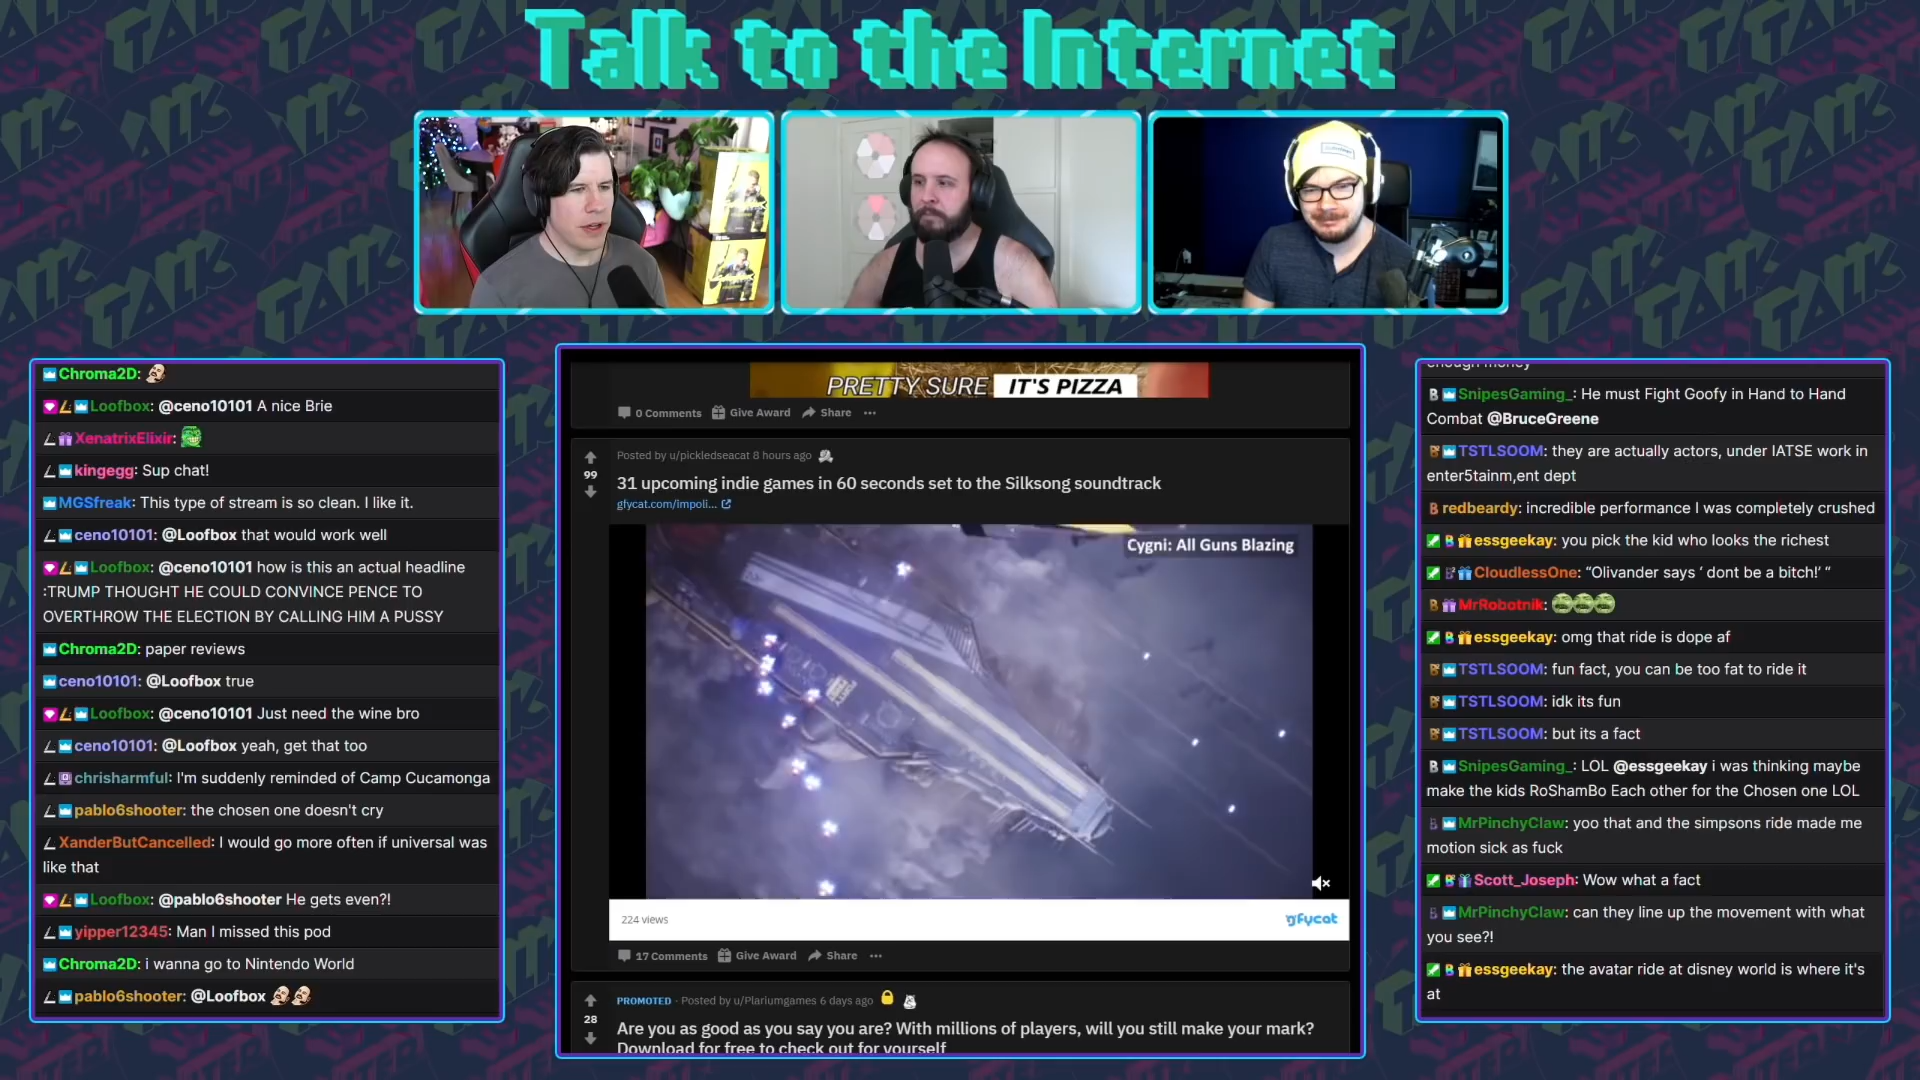 Talk to the Internet
Chroma2D:
Loofbox: @ceno10101 A nice Brie
XenatrixElixir:
kingegg: Sup chat!
MGSfreak: This type of stream is so clean. I like it.
ceno10101: @Loofbox that would work well
Loofbox: @ceno10101 how is this an actual headline
:TRUMP THOUGHT HE COULD CONVINCE PENCE TO
OVERTHROW THE ELECTION BY CALLING HIM A PUSSY
Chroma2D: paper reviews
ceno10101: @Loofbox true
Loofbox: @ceno10101 Just need the wine bro
ceno10101: @Loofbox yeah, get that too
chrisharmful: I'm suddenly reminded of Camp Cucamonga
pablo6shooter: the chosen one doesn't cry
XanderButCancelled: I would go more often if universal was
like that
Loofbox: @pablo6shooter He gets even?!
yipper12345: Man I missed this pod
Chroma2D: i wanna go to Nintendo World
pablo6shooter: @Loofbox
PRETTY SURE IT'S PIZZA
0 Comments Give Award Share ...
Posted by u/pickledseacat 8 hours ago
99
31 upcoming indie games in 60 seconds set to the Silksong soundtrack
gfycat.com/impoli...
Cygni: All Guns Blazing
224 views
gfycat
17 Comments Give Award Share ...
PROMOTED · Posted by u/Plariumgames 6 days ago
28
Are you as good as you say you are? With millions of players, will you still make your mark?
Download for free to check out for yourself
enough money
SnipesGaming_: He must Fight Goofy in Hand to Hand
Combat @BruceGreene
TSTLSOOM: they are actually actors, under IATSE work in
enter5tainm,ent dept
redbeardy: incredible performance I was completely crushed
essgeekay: you pick the kid who looks the richest
CloudlessOne: “Olivander says ‘ dont be a bitch!’ “
MrRobotnik:
essgeekay: omg that ride is dope af
TSTLSOOM: fun fact, you can be too fat to ride it
TSTLSOOM: idk its fun
TSTLSOOM: but its a fact
SnipesGaming_: LOL @essgeekay i was thinking maybe
make the kids RoShamBo Each other for the Chosen one LOL
MrPinchyClaw: yoo that and the simpsons ride made me
motion sick as fuck
Scott_Joseph: Wow what a fact
MrPinchyClaw: can they line up the movement with what
you see?!
essgeekay: the avatar ride at disney world is where it's
at